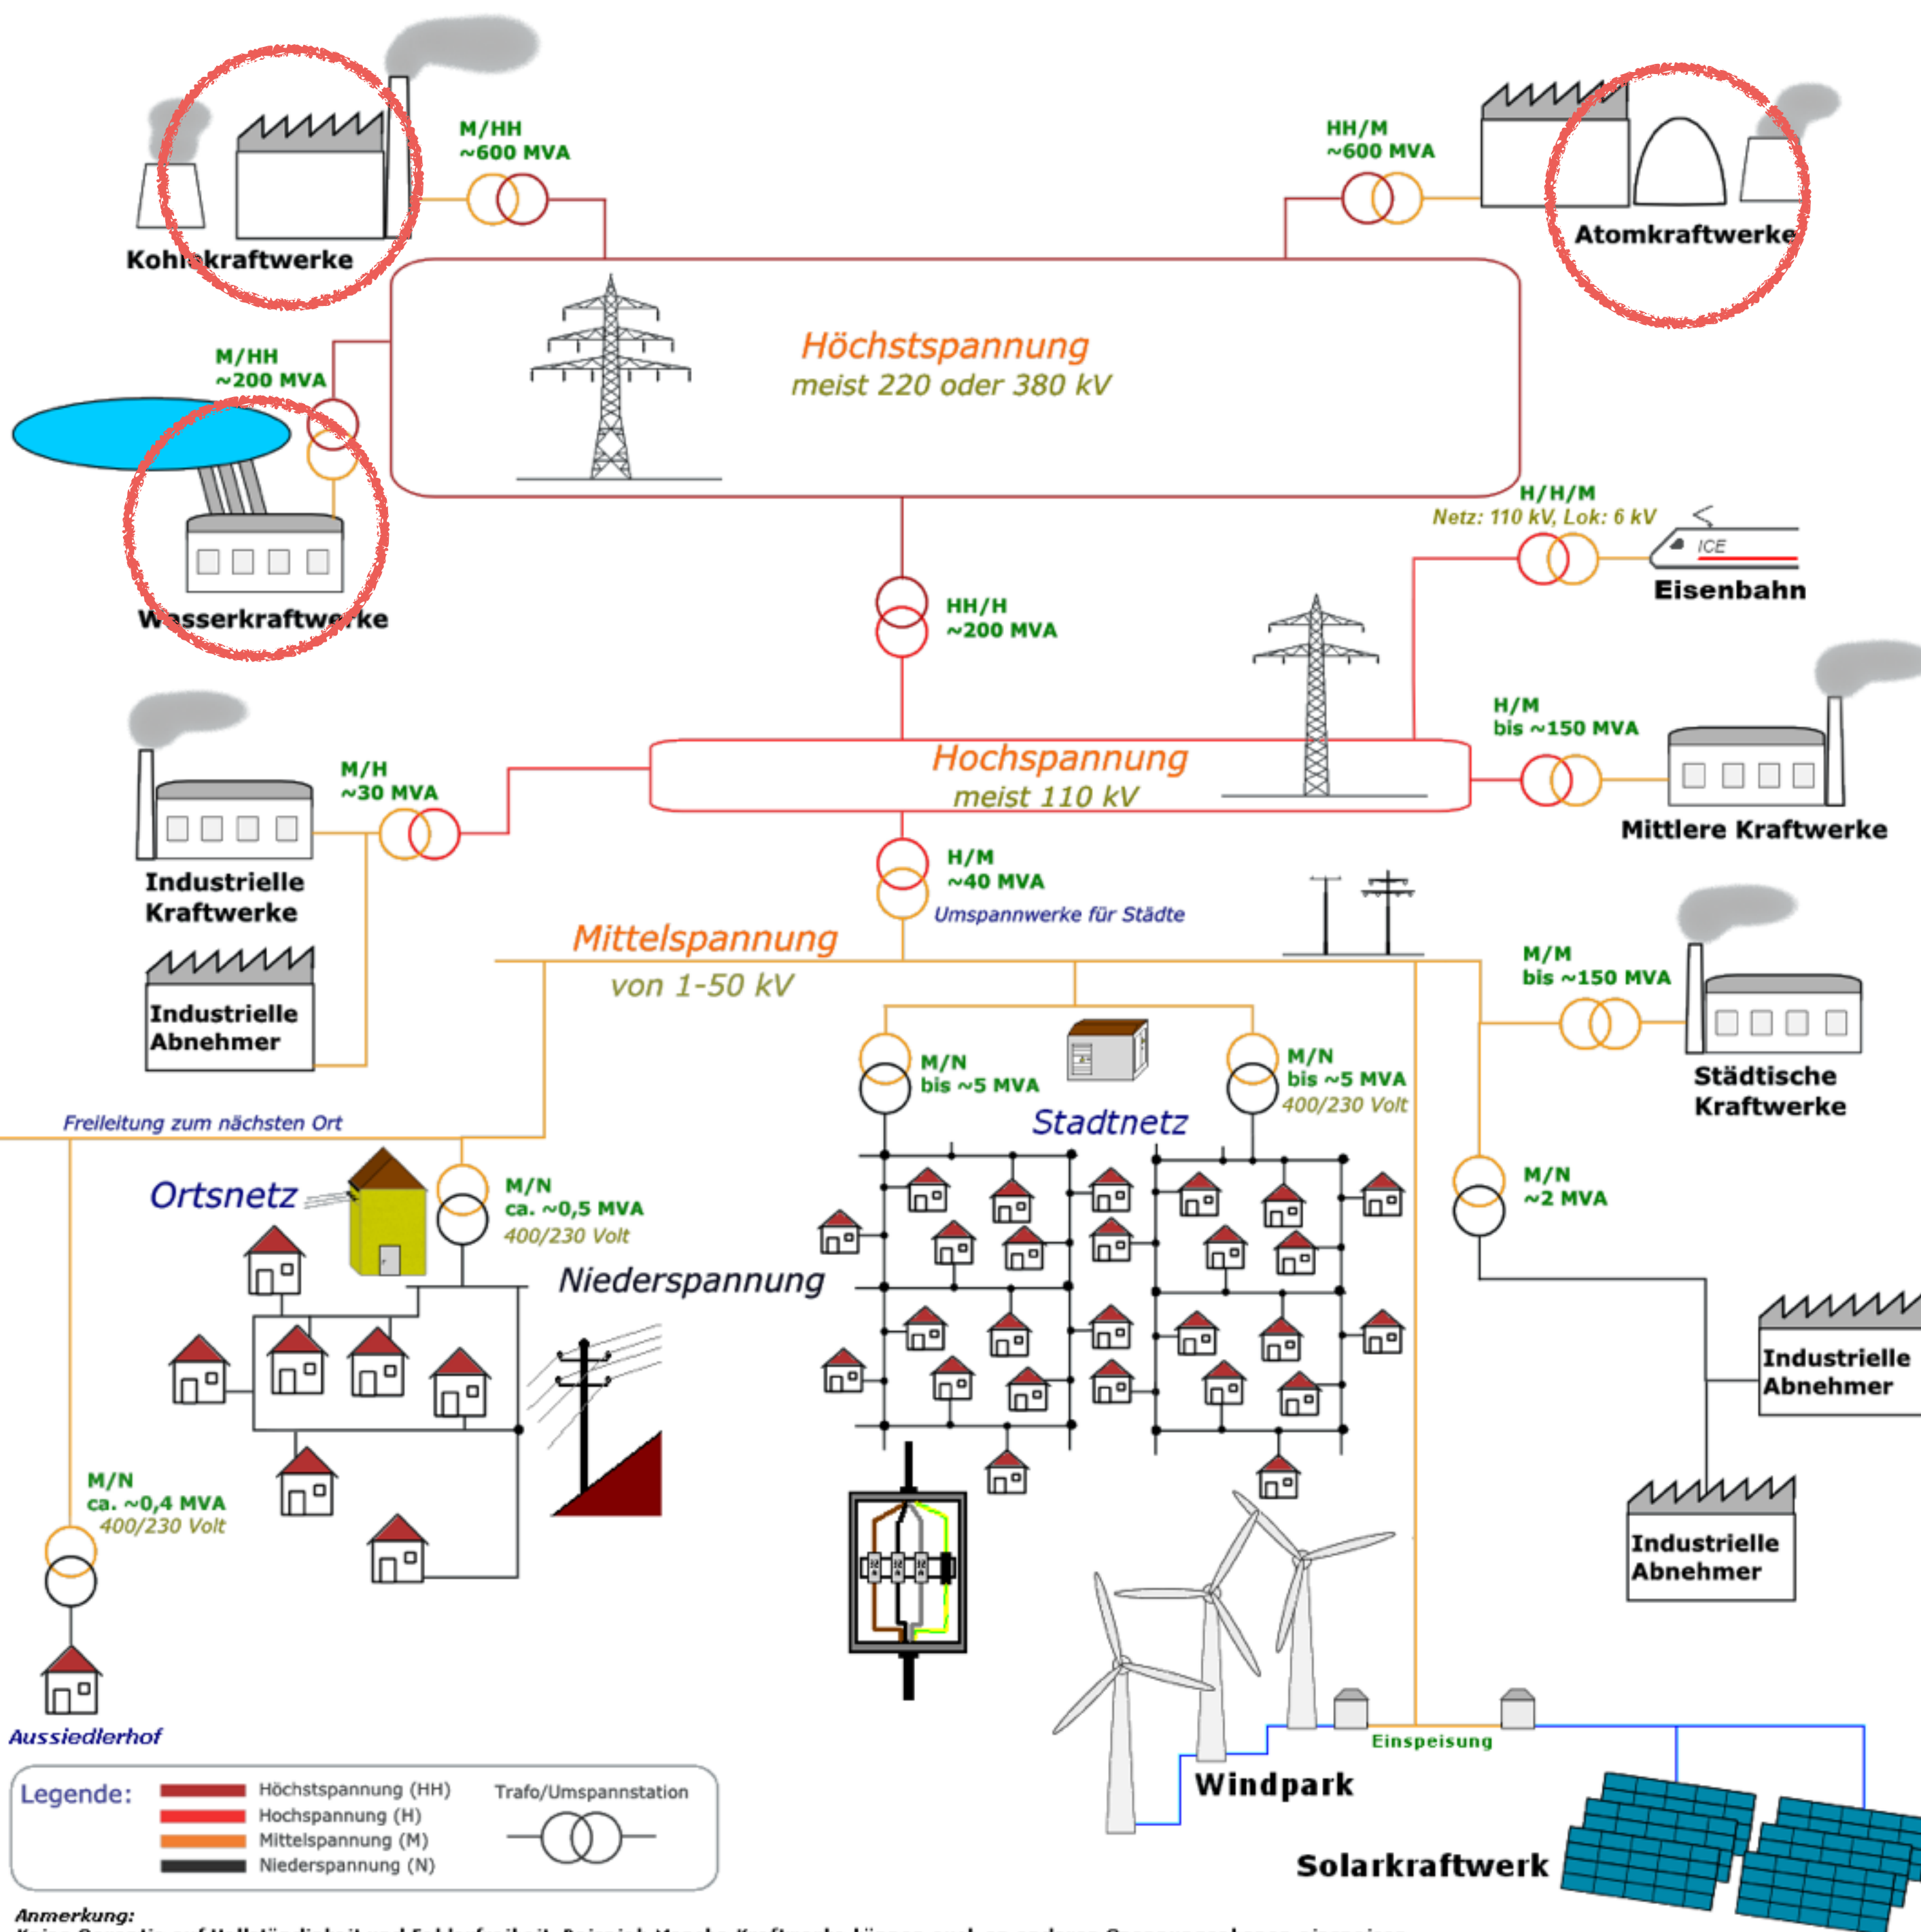 M/HH
~600 MVA
HH/M
~600 MVA
Kohlekraftwerke
Atomkraftwerke
Höchstspannung
meist 220 oder 380 kV
M/HH
~200 MVA
Wasserkraftwerke
H/H/M
Netz: 110 kV, Lok: 6 kV
ICE
Eisenbahn
HH/H
~200 MVA
H/M
bis ~150 MVA
Mittlere Kraftwerke
Hochspannung
meist 110 kV
M/H
~30 MVA
Industrielle
Kraftwerke
H/M
~40 MVA
Umspannwerke für Städte
Mittelspannung
von 1-50 kV
Industrielle
Abnehmer
M/M
bis ~150 MVA
Städtische
Kraftwerke
M/N
bis ~5 MVA
M/N
bis ~5 MVA
400/230 Volt
Stadtnetz
Freileitung zum nächsten Ort
Ortsnetz
M/N
ca. ~0,5 MVA
400/230 Volt
Niederspannung
M/N
~2 MVA
Industrielle
Abnehmer
Industrielle
Abnehmer
M/N
ca. ~0,4 MVA
400/230 Volt
Aussiedlerhof
Einspeisung
Windpark
Solarkraftwerk
Legende:
Höchstspannung (HH)
Hochspannung (H)
Mittelspannung (M)
Niederspannung (N)
Trafo/Umspannstation
Anmerkung: